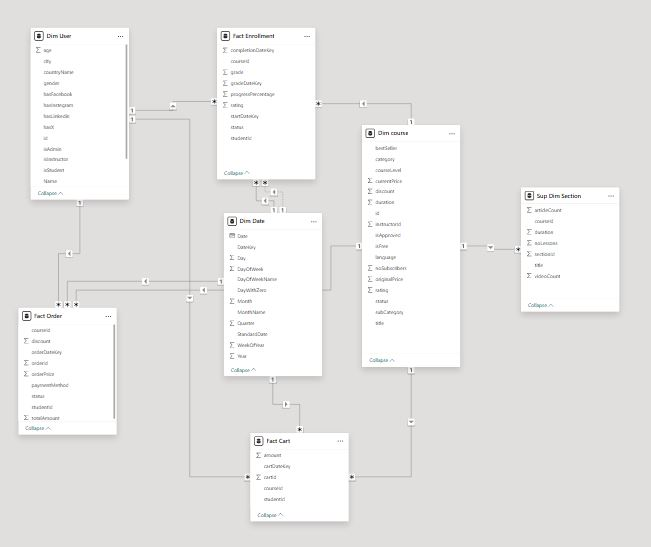 Dim User
age
city
countryName
gender
hasFacebook
hasInstegram
hasLinkedin
hasX
id
isAdmin
isInstructor
isStudent
Name
Collapse
Fact Enrollment
completionDateKey
courseId
grade
gradeDateKey
progressPercentage
rating
startDateKey
status
studentId
Collapse
Dim course
bestSeller
category
courseLevel
currentPrice
discount
duration
id
instructorId
isApproved
isFree
language
noSubscribers
originalPrice
rating
status
subCategory
title
Collapse
Sup Dim Section
articleCount
courseId
duration
noLessons
sectionId
title
videoCount
Collapse
Dim Date
Date
DateKey
Day
DayOfWeek
DayOfWeekName
DayWithZero
Month
MonthName
Quarter
StandardDate
WeekOfYear
Year
Collapse
Fact Order
courseId
discount
orderDateKey
orderId
orderPrice
paymentMethod
status
studentId
totalAmount
Collapse
Fact Cart
amount
cartDateKey
cartId
courseId
studentId
Collapse